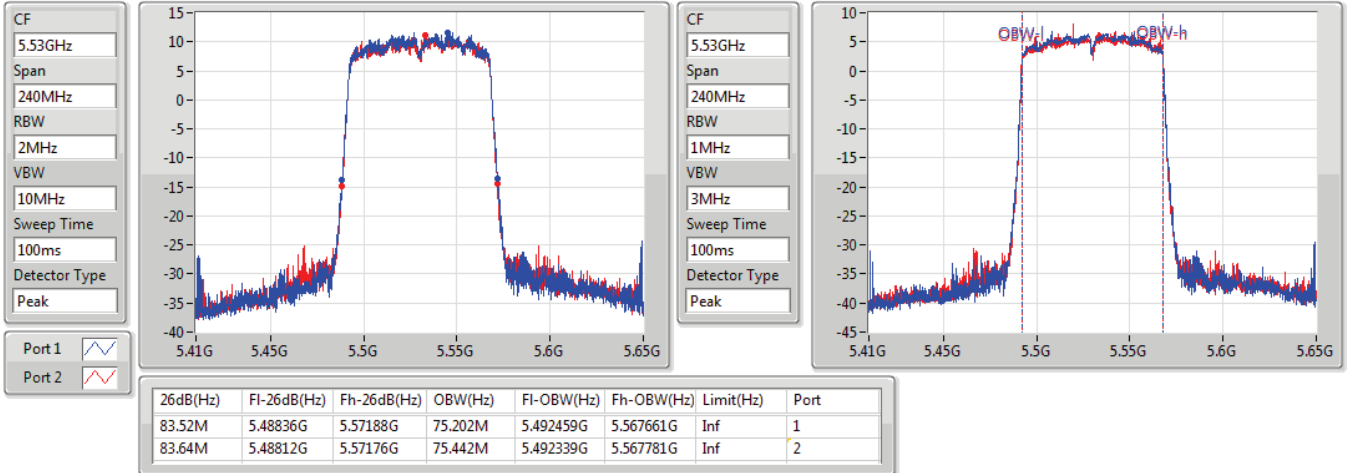 CF
5.53GHz
Span
240MHz
RBW
2MHz
VBW
10MHz
Sweep Time
100ms
Detector Type
Peak
15-
10-
5-
0-
-5-
-10-
-15-
-20-
-25-
-30-
-35-
-40-
5.41G 5.45G 5.5G 5.55G 5.6G 5.65G
CF
5.53GHz
Span
240MHz
RBW
1MHz
VBW
3MHz
Sweep Time
100ms
Detector Type
Peak
10-
5-
0-
-5-
-10-
-15-
-20-
-25-
-30-
-35-
-40-
-45-
OBW-l OBW-h
5.41G 5.45G 5.5G 5.55G 5.6G 5.65G
Port 1
Port 2
26dB(Hz) Fl-26dB(Hz) Fh-26dB(Hz) OBW(Hz) Fl-OBW(Hz) Fh-OBW(Hz) Limit(Hz) Port
83.52M 5.48836G 5.57188G 75.202M 5.492459G 5.567661G Inf 1
83.64M 5.48812G 5.57176G 75.442M 5.492339G 5.567781G Inf 2